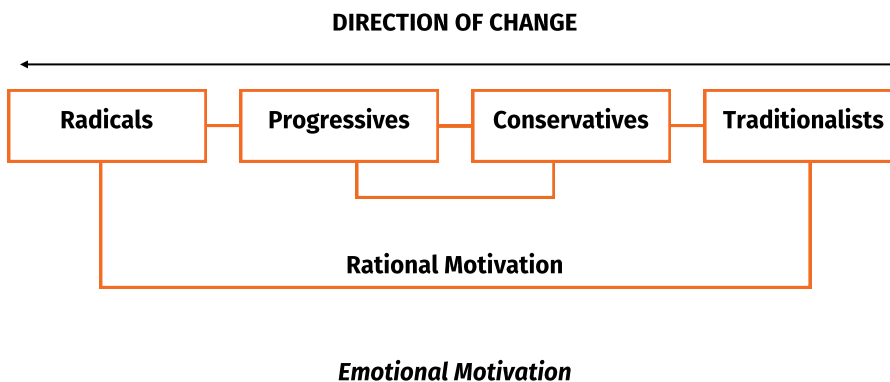 DIRECTION OF CHANGE
Radicals
Progressives
Conservatives
Traditionalists
Rational Motivation
Emotional Motivation